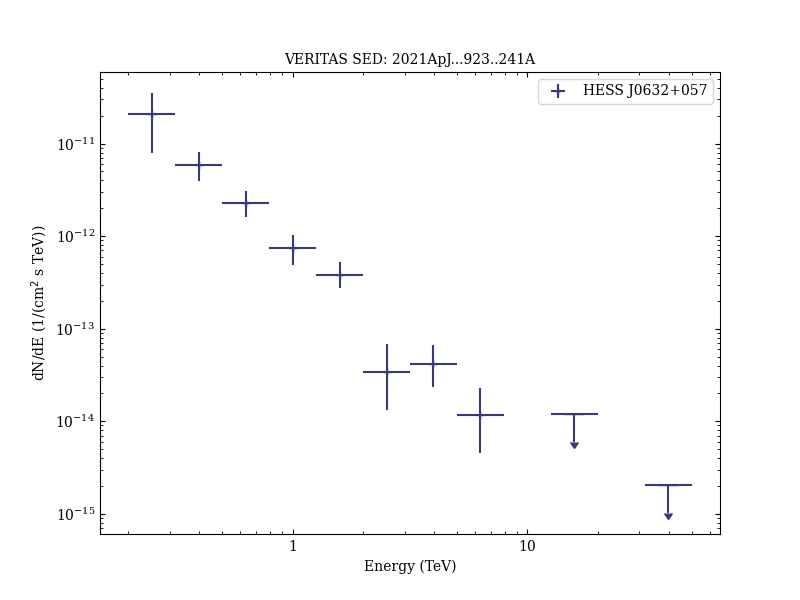 VERITAS SED: 2021ApJ...923..241A
HESS J0632+057
10⁻¹¹
10⁻¹²
10⁻¹³
10⁻¹⁴
10⁻¹⁵
dN/dE (1/(cm² s TeV))
1
10
Energy (TeV)